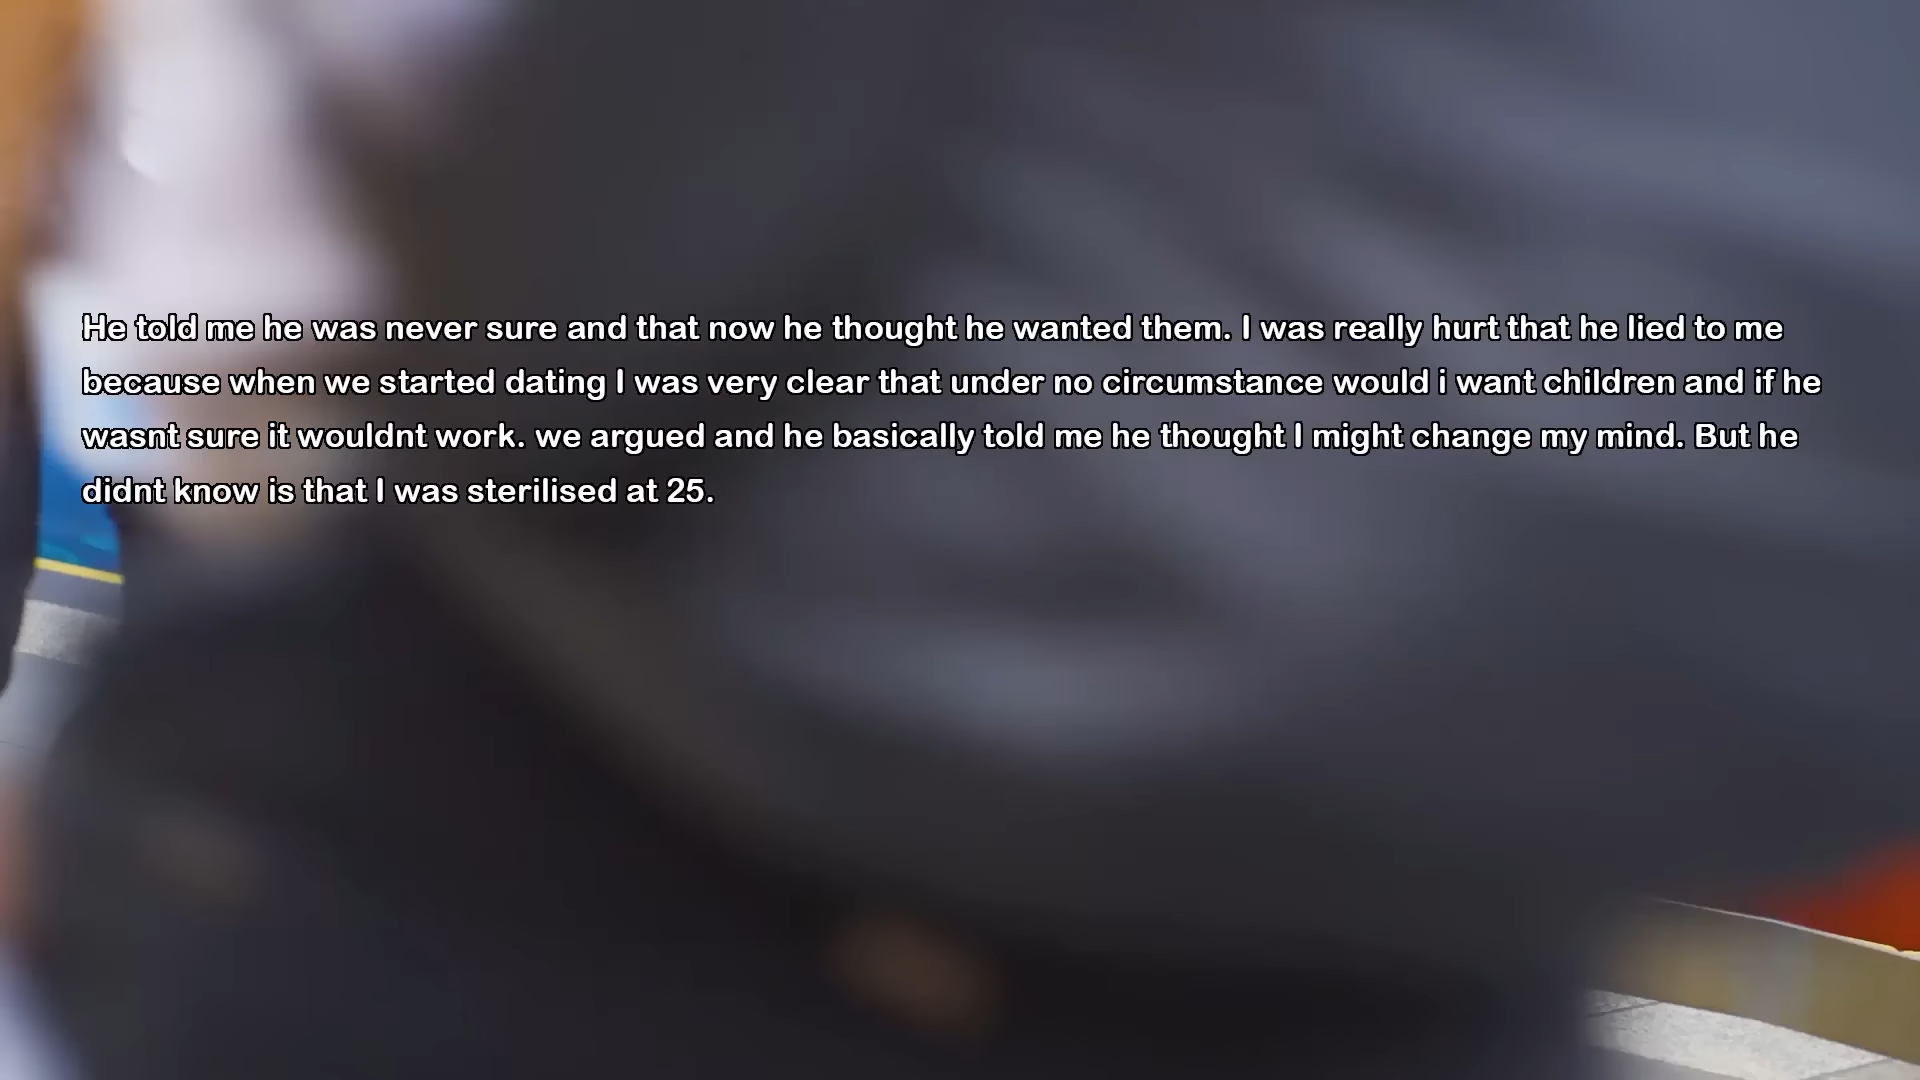 He told me he was never sure and that now he thought he wanted them. I was really hurt that he lied to me
because when we started dating I was very clear that under no circumstance would i want children and if he
wasnt sure it wouldnt work. we argued and he basically told me he thought I might change my mind. But he
didnt know is that I was sterilised at 25.